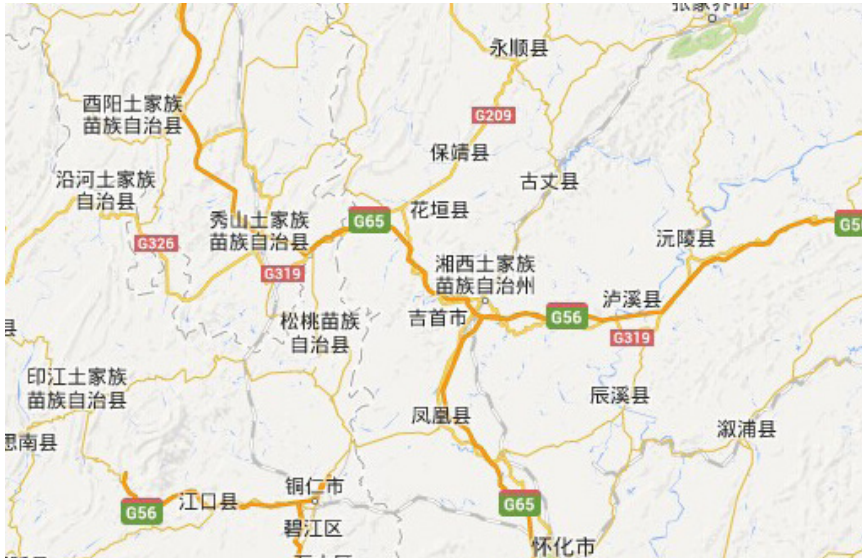 永顺县
酉阳土家族
苗族自治县
G209
保靖县
沿河土家族
自治县
古丈县
秀山土家族
苗族自治县
G65
花垣县
G326
沅陵县
G319
湘西土家族
苗族自治州
吉首市
G56
泸溪县
G319
松桃苗族
自治县
印江土家族
苗族自治县
辰溪县
凤凰县
溆浦县
思南县
铜仁市
G56
江口县
碧江区
G65
怀化市